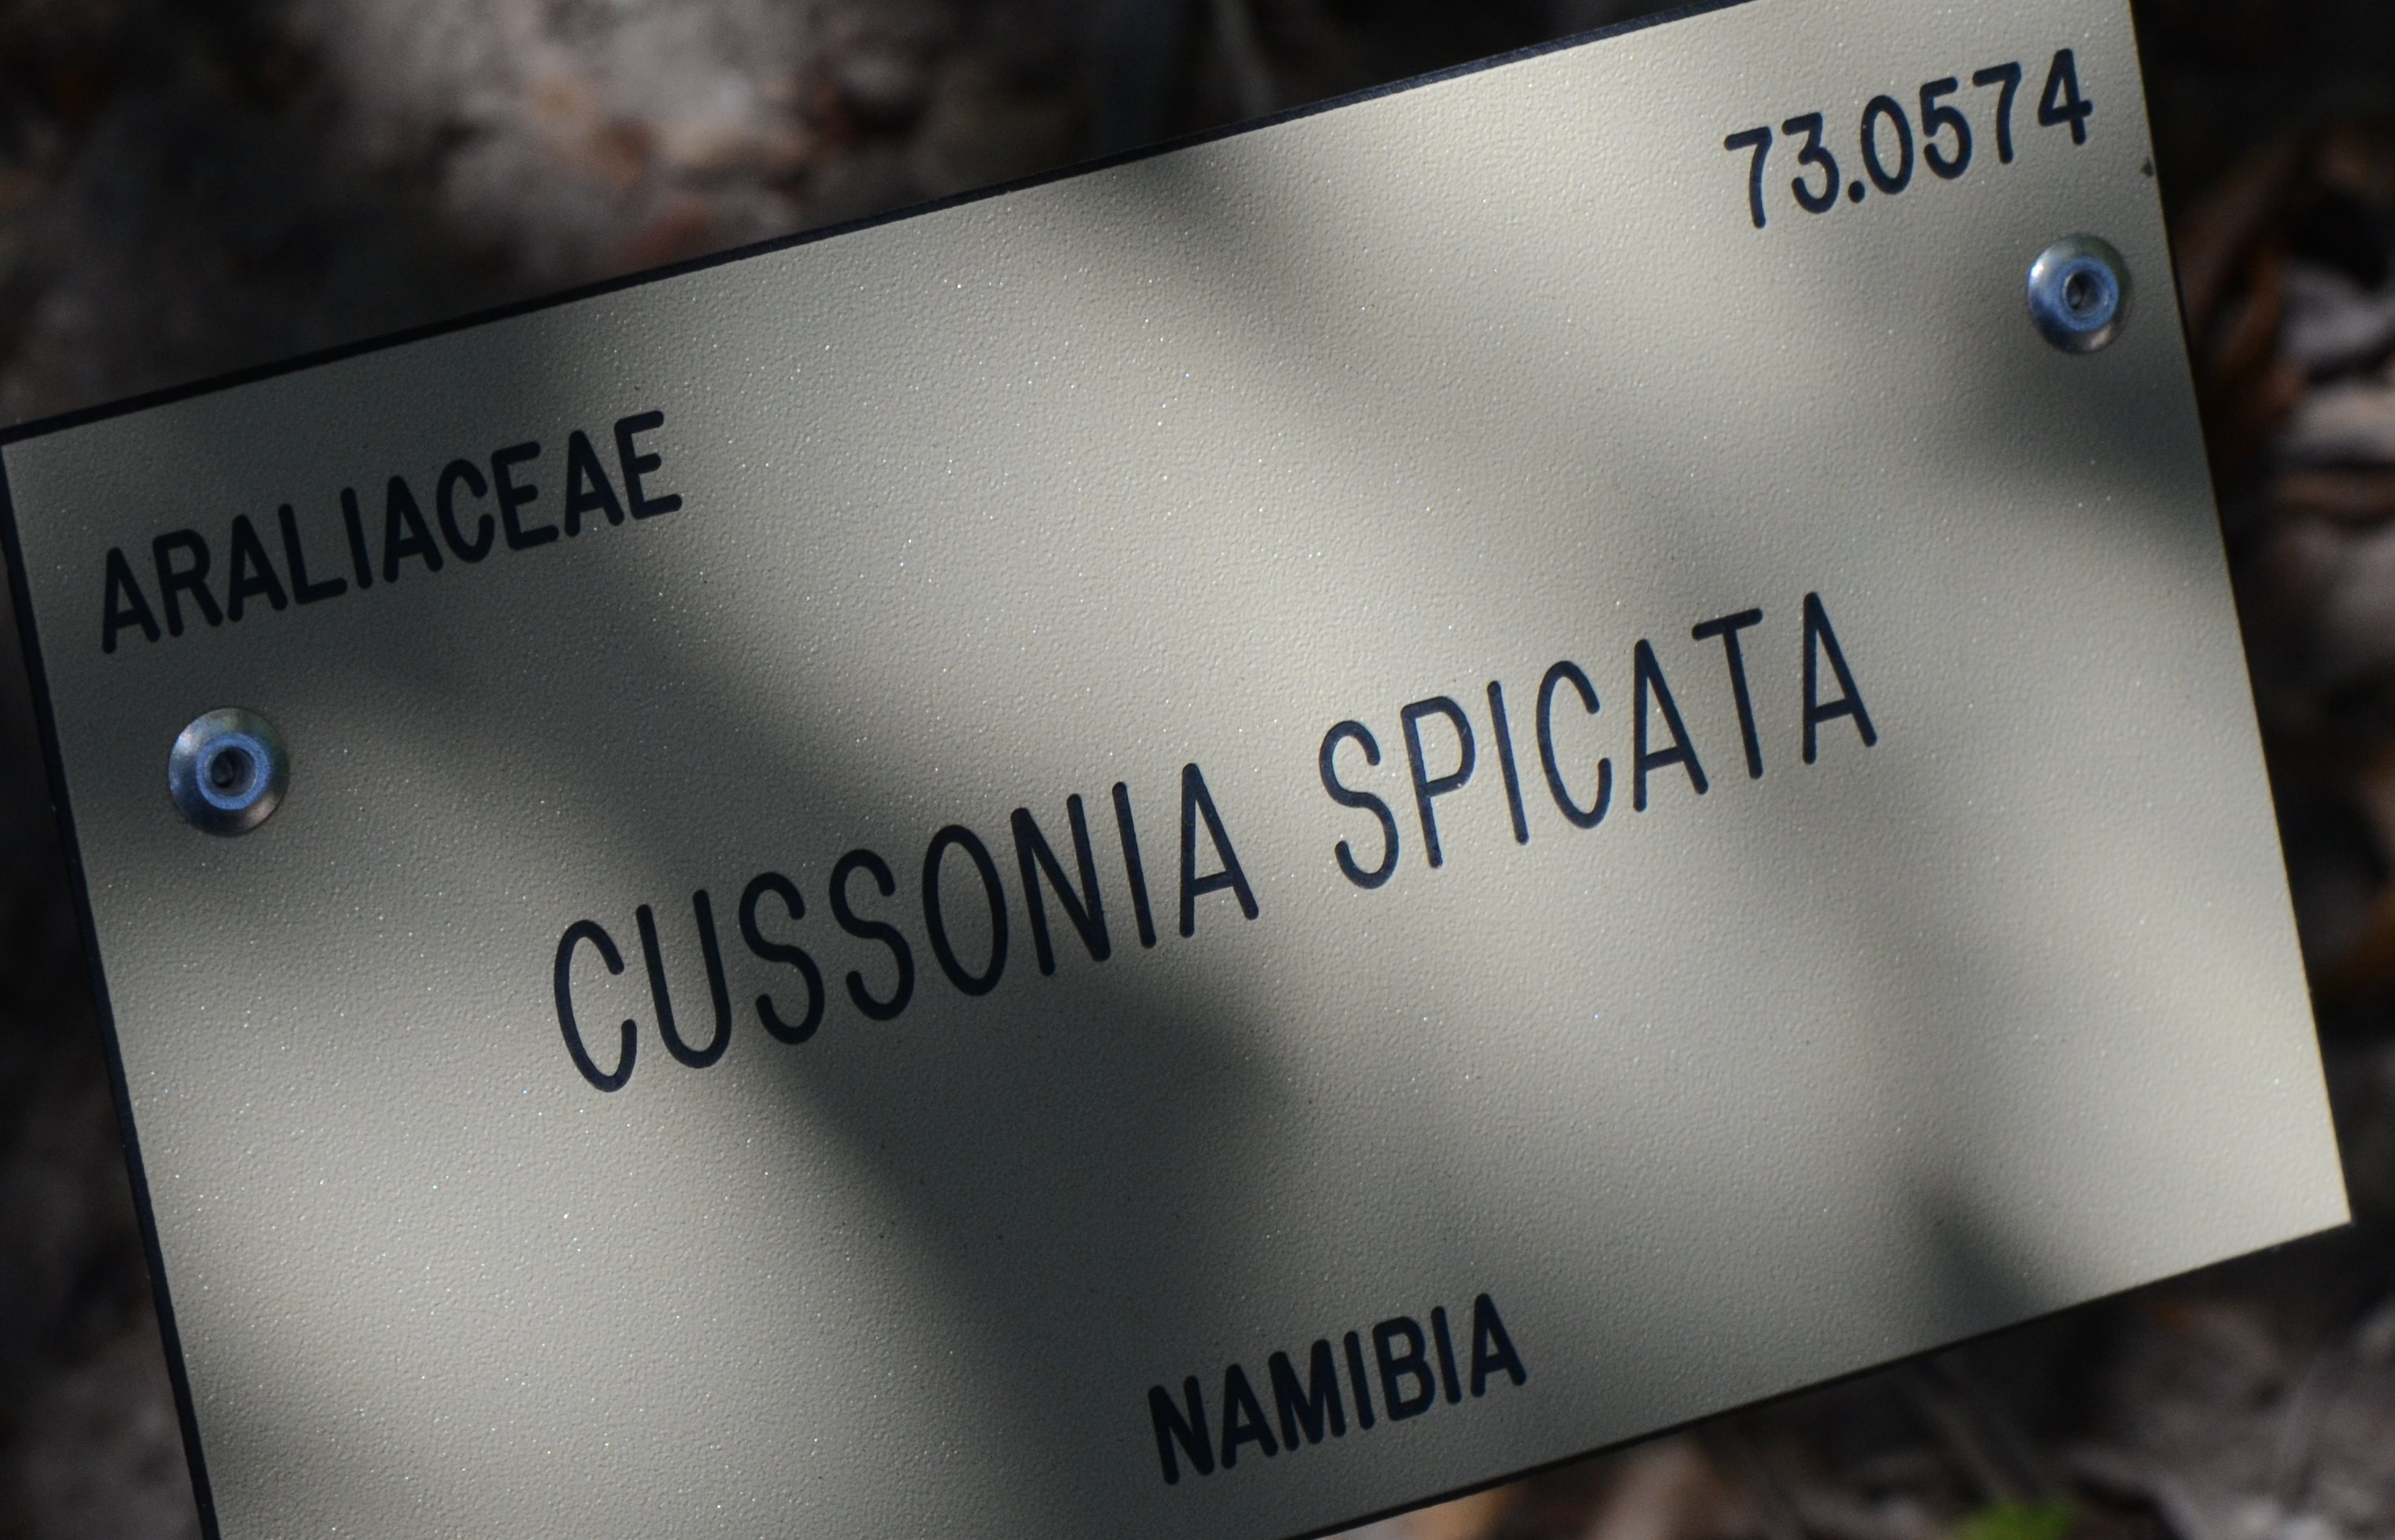 73.0574
ARALIACEAE
CUSSONIA SPICATA
NAMIBIA